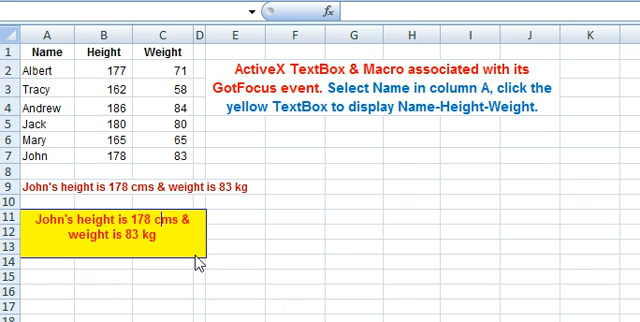 fx
A B C D E F G H I J K L
1 Name Height Weight
2 Albert 177 71
3 Tracy 162 58
4 Andrew 186 84
5 Jack 180 80
6 Mary 165 65
7 John 178 83
8
9 John's height is 178 cms & weight is 83 kg
10
11
12
13
14
15
16
17
18
ActiveX TextBox & Macro associated with its
GotFocus event. Select Name in column A, click the
yellow TextBox to display Name-Height-Weight.
John's height is 178 cms &
weight is 83 kg